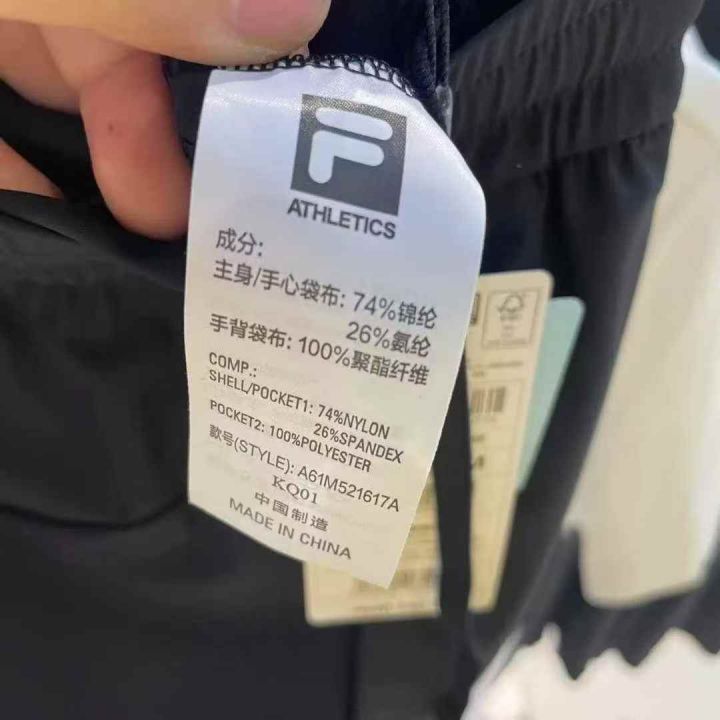 F
ATHLETICS
成分:
主身/手心袋布: 74%锦纶
26%氨纶
手背袋布: 100%聚酯纤维
COMP.:
SHELL/POCKET1: 74%NYLON
26%SPANDEX
POCKET2: 100%POLYESTER
款号(STYLE): A61M521617A
KQ01
中国制造
MADE IN CHINA